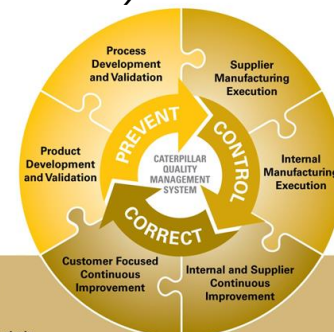 Process
Development
and Validation
Supplier
Manufacturing
Execution
Product
Development
and Validation
PREVENT
CONTROL
CORRECT
CATERPILLAR
QUALITY
MANAGEMENT
SYSTEM
Internal
Manufacturing
Execution
Customer Focused
Continuous
Improvement
Internal and Supplier
Continuous
Improvement